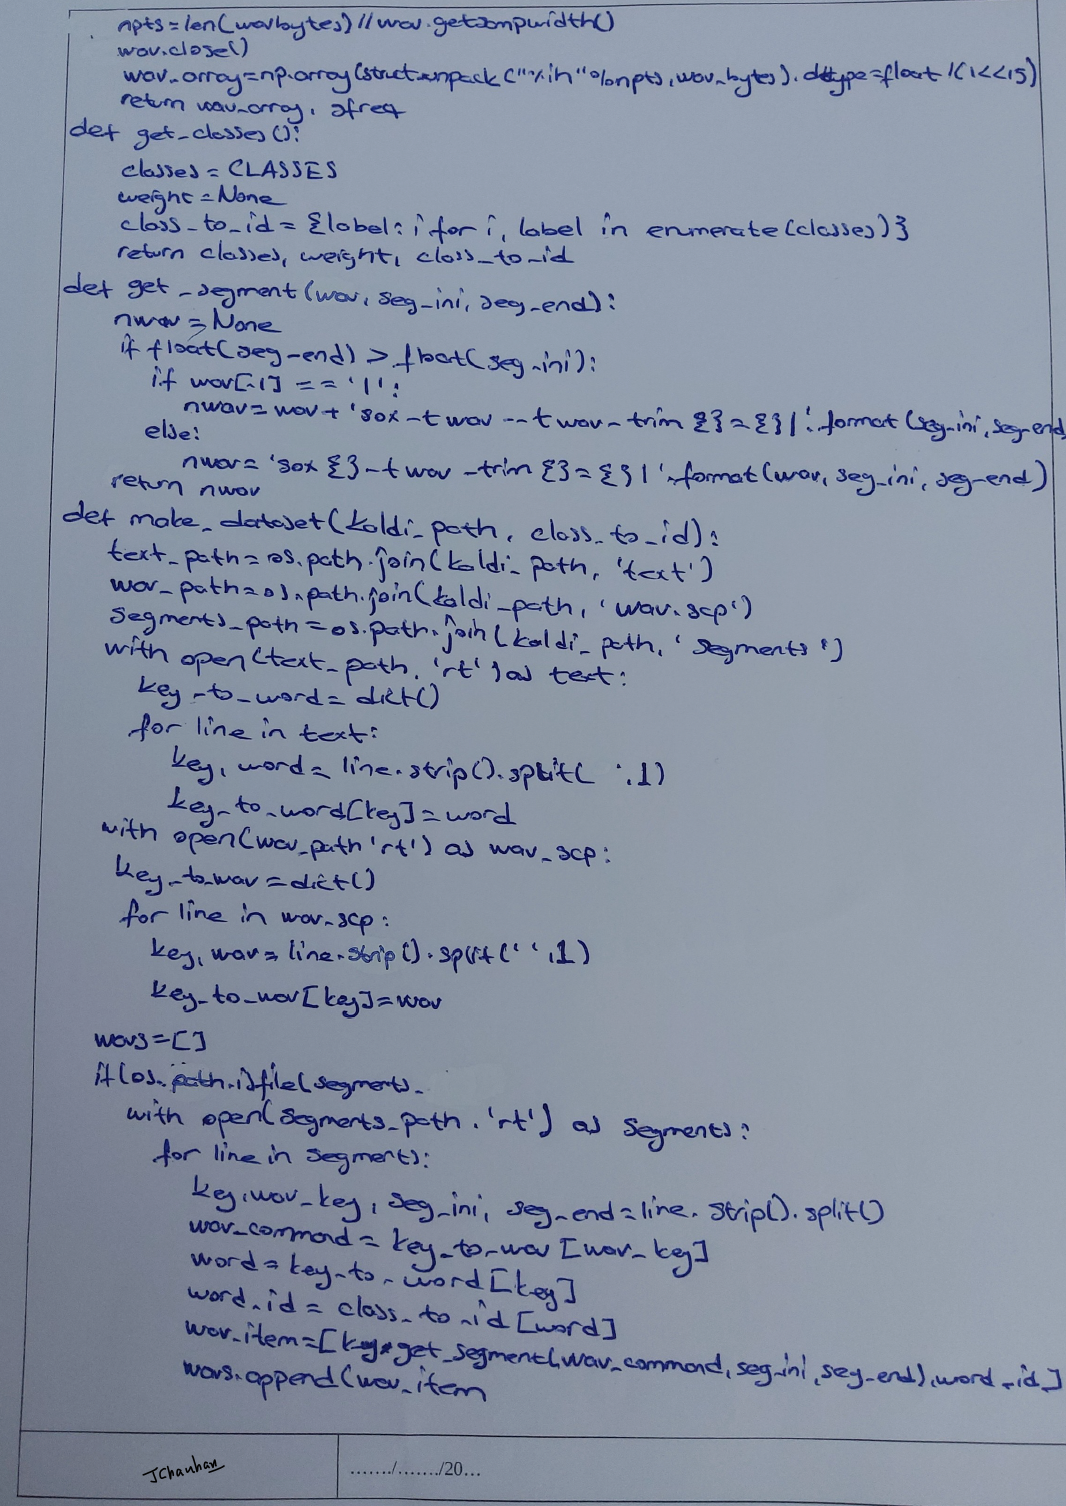 npts=len(wavbytes)//wav.getsampwidth()
wav.close()
wav_array=np.array(struct.unpack("%ih"%npts,wav_bytes).dtype=float/(1<<15)
return wav_array, sfreq
def get_classes():
classes = CLASSES
weight = None
class_to_id = {label: i for i, label in enumerate(classes)}
return classes, weight, class_to_id
def get_segment(wav, seg_ini, seg_end):
nwav = None
if float(seg-end) > float(seg_ini):
if wav[-1] == '|':
nwav = wav + 'sox -t wav --t wav - trim {} = {}|'.format(seg_ini, seg_end
else:
nwav = 'sox {} -t wav - trim {} = {}|'.format(wav, seg_ini, seg_end)
return nwav
def make_dataset(kaldi_path, class_to_id):
text_path = os.path.join(kaldi_path, 'text')
wav_path = os.path.join(kaldi_path, 'wav.scp')
segments_path = os.path.join(kaldi_path, 'segments')
with open(text_path, 'rt') as text:
key_to_word = dict()
for line in text:
key, word = line.strip().split( ',1)
key_to_word[key] = word
with open(wav_path 'rt') as wav_scp:
key_to_wav = dict()
for line in wav_scp:
key, wav = line.strip().split(' ',1)
key_to_wav[key] = wav
wavs = []
if(os.path.isfile(segments_
with open(segments_path, 'rt') as segments:
for line in segments:
key, wav_key, seg_ini, seg_end = line.strip().split()
wav_command = key_to_wav[wav_key]
word = key_to_word[key]
word_id = class_to_id[word]
wav_item = [key, get_segment(wav_command, seg_ini, seg_end), word_id]
wavs.append(wav_item
JChauhan ......./......./20...